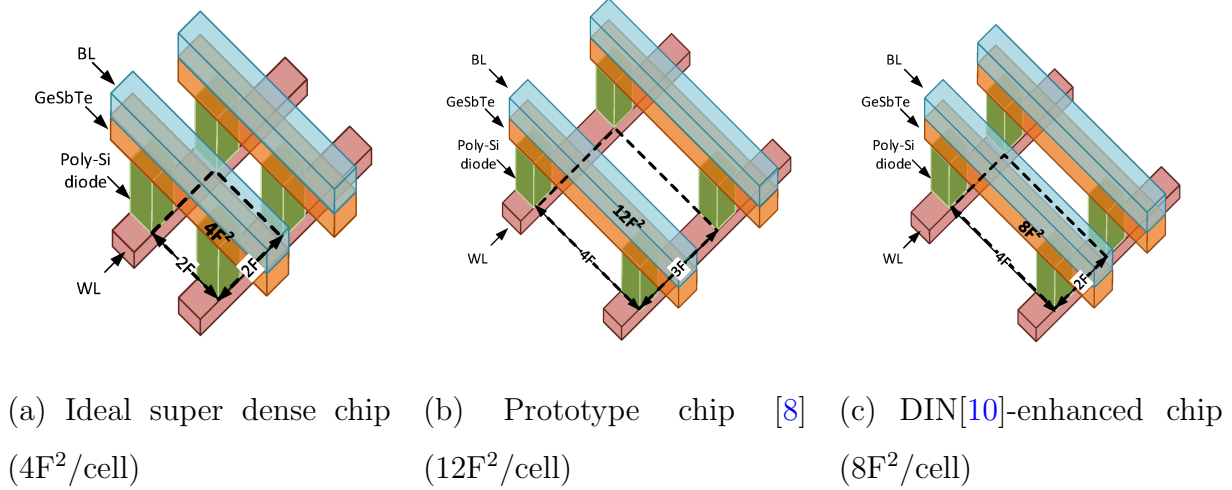 BL
GeSbTe
Poly-Si
diode
WL
4F²
2F
2F
BL
GeSbTe
Poly-Si
diode
WL
12F²
4F
3F
BL
GeSbTe
Poly-Si
diode
WL
8F²
4F
2F
(a) Ideal super dense chip
(4F²/cell)
(b) Prototype chip [8]
(12F²/cell)
(c) DIN[10]-enhanced chip
(8F²/cell)